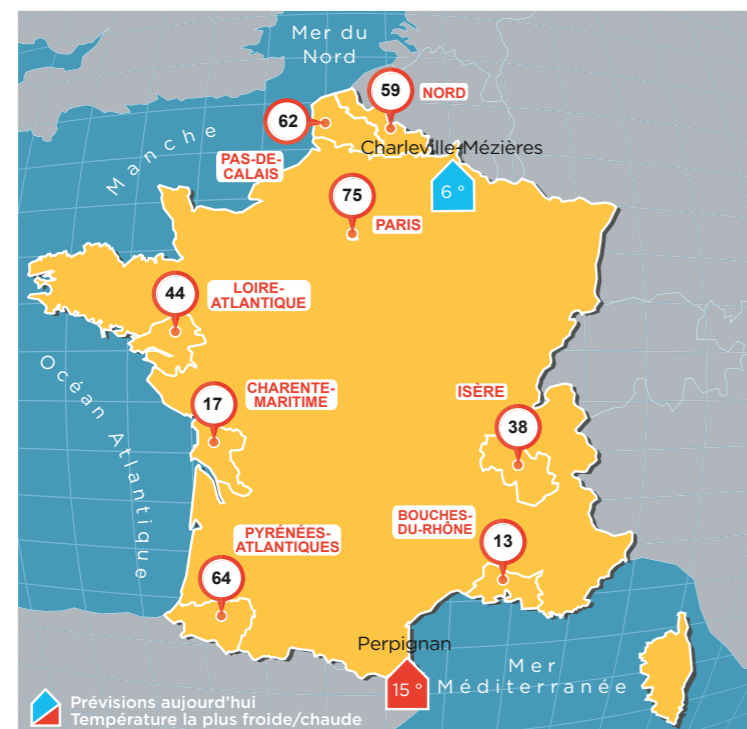 Mer du
Nord
59
NORD
62
Manche
Charleville-Mézières
PAS-DE-
CALAIS
6 °
75
PARIS
44
LOIRE-
ATLANTIQUE
Océan Atlantique
17
CHARENTE-
MARITIME
ISÈRE
38
BOUCHES-
DU-RHÔNE
13
PYRÉNÉES-
ATLANTIQUES
64
Perpignan
15 °
Mer
Méditerranée
Prévisions aujourd'hui
Température la plus froide/chaude